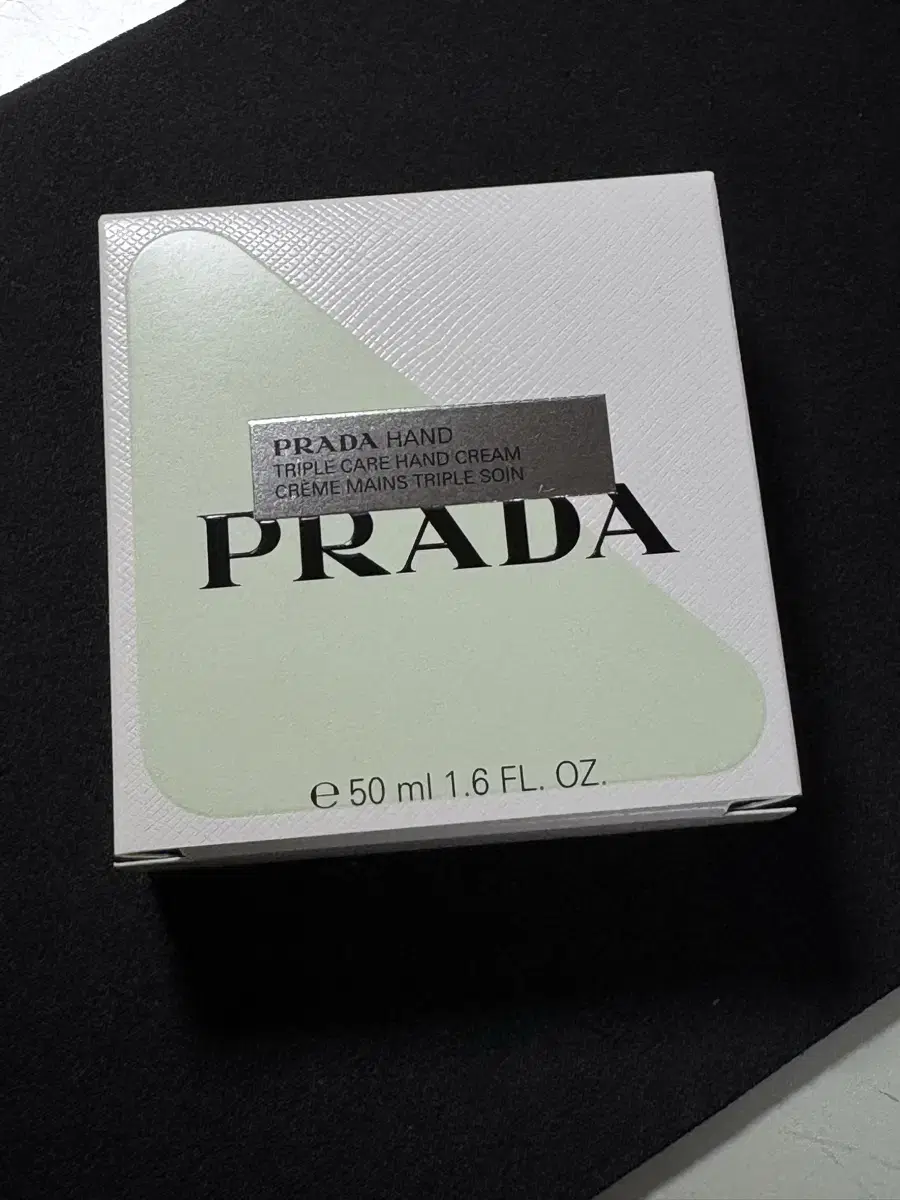 PRADA HAND
TRIPLE CARE HAND CREAM
CRÈME MAINS TRIPLE SOIN
PRADA
℮ 50 ml 1.6 FL. OZ.